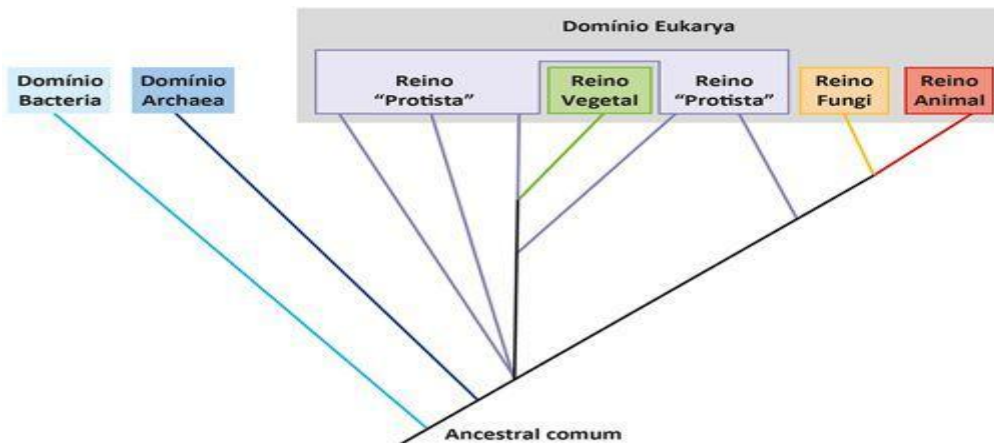 Domínio Eukarya
Domínio
Bacteria
Domínio
Archaea
Reino
“Protista”
Reino
Vegetal
Reino
“Protista”
Reino
Fungi
Reino
Animal
Ancestral comum